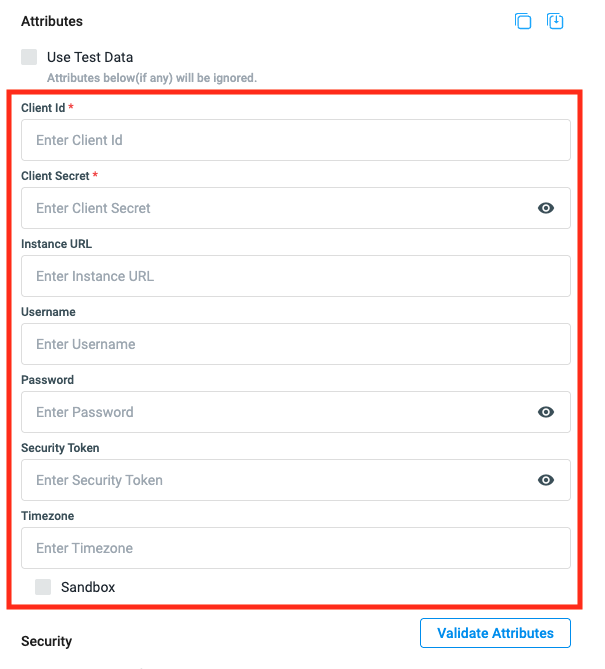 Attributes
Use Test Data
Attributes below(if any) will be ignored.
Client Id *
Enter Client Id
Client Secret *
Enter Client Secret
Instance URL
Enter Instance URL
Username
Enter Username
Password
Enter Password
Security Token
Enter Security Token
Timezone
Enter Timezone
Sandbox
Security
Validate Attributes